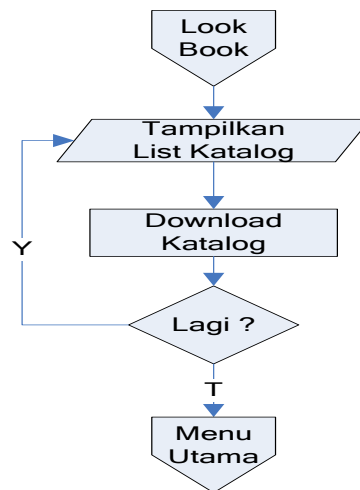 Look
Book
Tampilkan
List Katalog
Download
Katalog
Y
Lagi ?
T
Menu
Utama